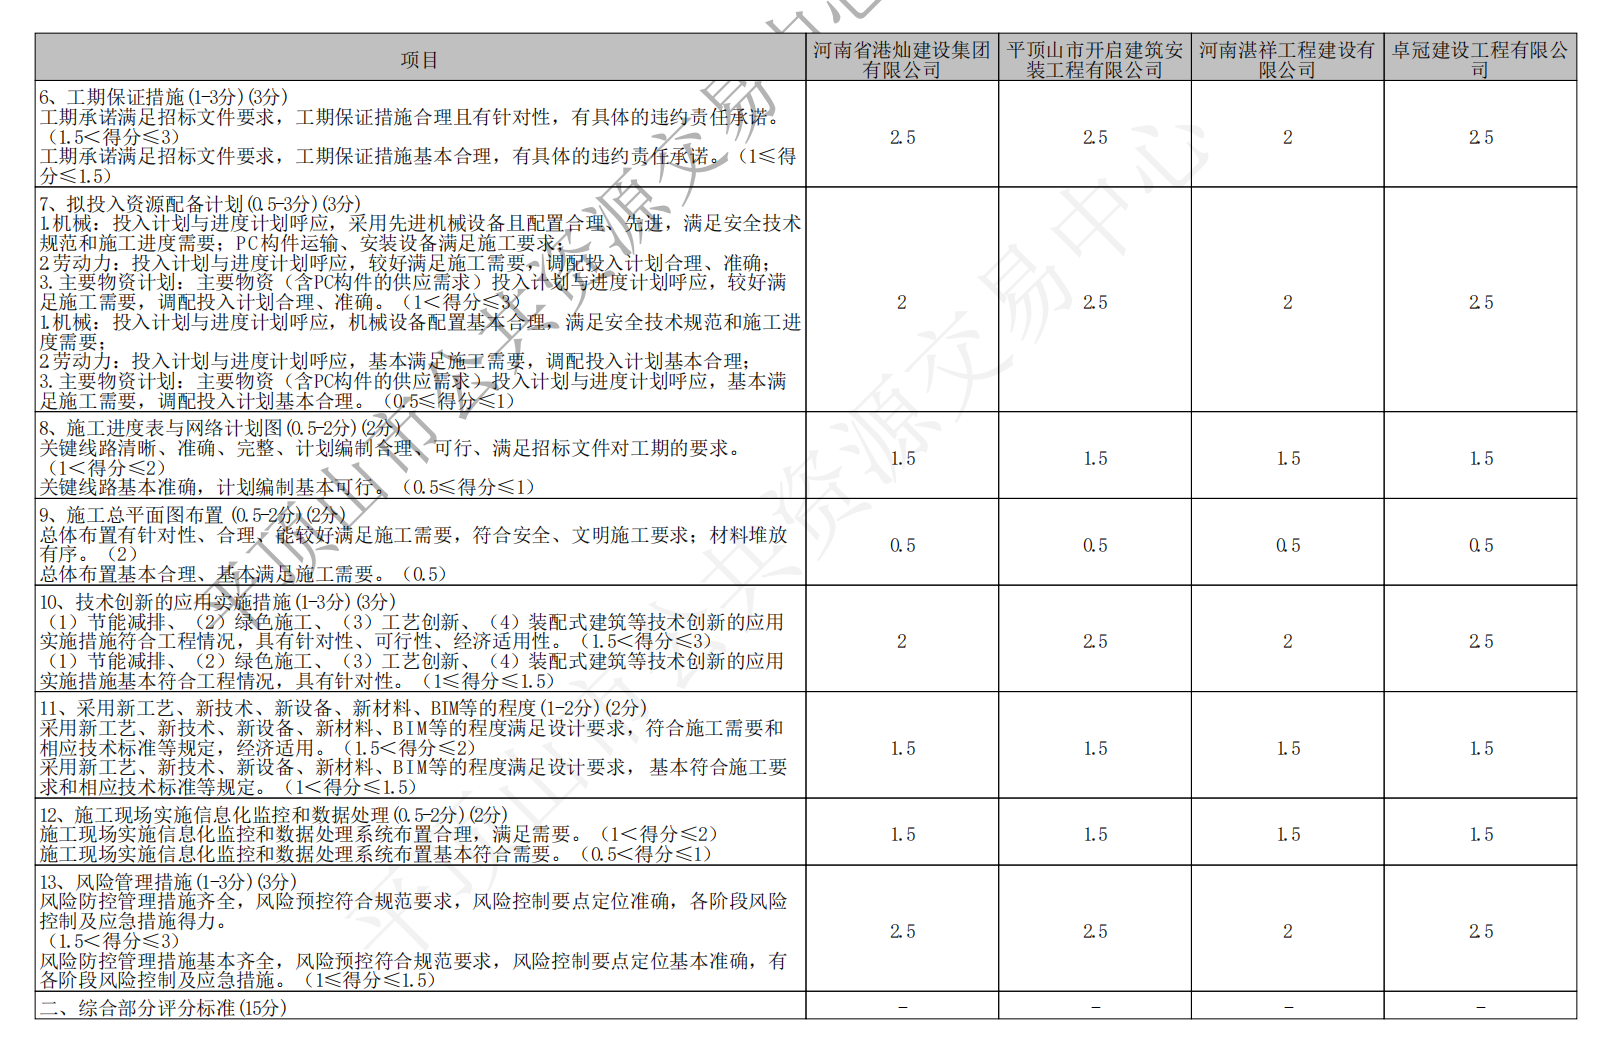 项目
河南省港灿建设集团
有限公司
平顶山市开启建筑安
装工程有限公司
河南湛祥工程建设有
限公司
卓冠建设工程有限公
司
6、工期保证措施(1-3分)(3分)
工期承诺满足招标文件要求，工期保证措施合理且有针对性，有具体的违约责任承诺。
（1.5＜得分≤3）
工期承诺满足招标文件要求，工期保证措施基本合理，有具体的违约责任承诺。（1≤得
分≤1.5）
2.5
2.5
2
2.5
7、拟投入资源配备计划(0.5-3分)(3分)
1.机械：投入计划与进度计划呼应，采用先进机械设备且配置合理、先进，满足安全技术
规范和施工进度需要；PC构件运输、安装设备满足施工要求；
2.劳动力：投入计划与进度计划呼应，较好满足施工需要，调配投入计划合理、准确；
3.主要物资计划：主要物资（含PC构件的供应需求）投入计划与进度计划呼应，较好满
足施工需要，调配投入计划合理、准确。（1＜得分≤3）
1.机械：投入计划与进度计划呼应，机械设备配置基本合理，满足安全技术规范和施工进
度需要；
2.劳动力：投入计划与进度计划呼应，基本满足施工需要，调配投入计划基本合理；
3.主要物资计划：主要物资（含PC构件的供应需求）投入计划与进度计划呼应，基本满
足施工需要，调配投入计划基本合理。（0.5≤得分≤1）
2
2.5
2
2.5
8、施工进度表与网络计划图(0.5-2分)(2分)
关键线路清晰、准确、完整、计划编制合理、可行、满足招标文件对工期的要求。
（1＜得分≤2）
关键线路基本准确，计划编制基本可行。（0.5≤得分≤1）
1.5
1.5
1.5
1.5
9、施工总平面图布置 (0.5-2分)(2分)
总体布置有针对性、合理、能较好满足施工需要，符合安全、文明施工要求；材料堆放
有序。（2）
总体布置基本合理、基本满足施工需要。（0.5）
0.5
0.5
0.5
0.5
10、技术创新的应用实施措施(1-3分)(3分)
（1）节能减排、（2）绿色施工、（3）工艺创新、（4）装配式建筑等技术创新的应用
实施措施符合工程情况，具有针对性、可行性、经济适用性。（1.5＜得分≤3）
（1）节能减排、（2）绿色施工、（3）工艺创新、（4）装配式建筑等技术创新的应用
实施措施基本符合工程情况，具有针对性。（1≤得分≤1.5）
2
2.5
2
2.5
11、采用新工艺、新技术、新设备、新材料、BIM等的程度(1-2分)(2分)
采用新工艺、新技术、新设备、新材料、BIM等的程度满足设计要求，符合施工需要和
相应技术标准等规定，经济适用。（1.5＜得分≤2）
采用新工艺、新技术、新设备、新材料、BIM等的程度满足设计要求， 基本符合施工要
求和相应技术标准等规定。（1＜得分≤1.5）
1.5
1.5
1.5
1.5
12、施工现场实施信息化监控和数据处理(0.5-2分)(2分)
施工现场实施信息化监控和数据处理系统布置合理，满足需要。（1＜得分≤2）
施工现场实施信息化监控和数据处理系统布置基本符合需要。（0.5＜得分≤1）
1.5
1.5
1.5
1.5
13、风险管理措施(1-3分)(3分)
风险防控管理措施齐全，风险预控符合规范要求，风险控制要点定位准确，各阶段风险
控制及应急措施得力。
（1.5＜得分≤3）
风险防控管理措施基本齐全，风险预控符合规范要求，风险控制要点定位基本准确，有
各阶段风险控制及应急措施。（1≤得分≤1.5）
2.5
2.5
2
2.5
二、综合部分评分标准(15分)
-
-
-
-
平顶山市公共资源交易中心
平顶山市公共资源交易中心